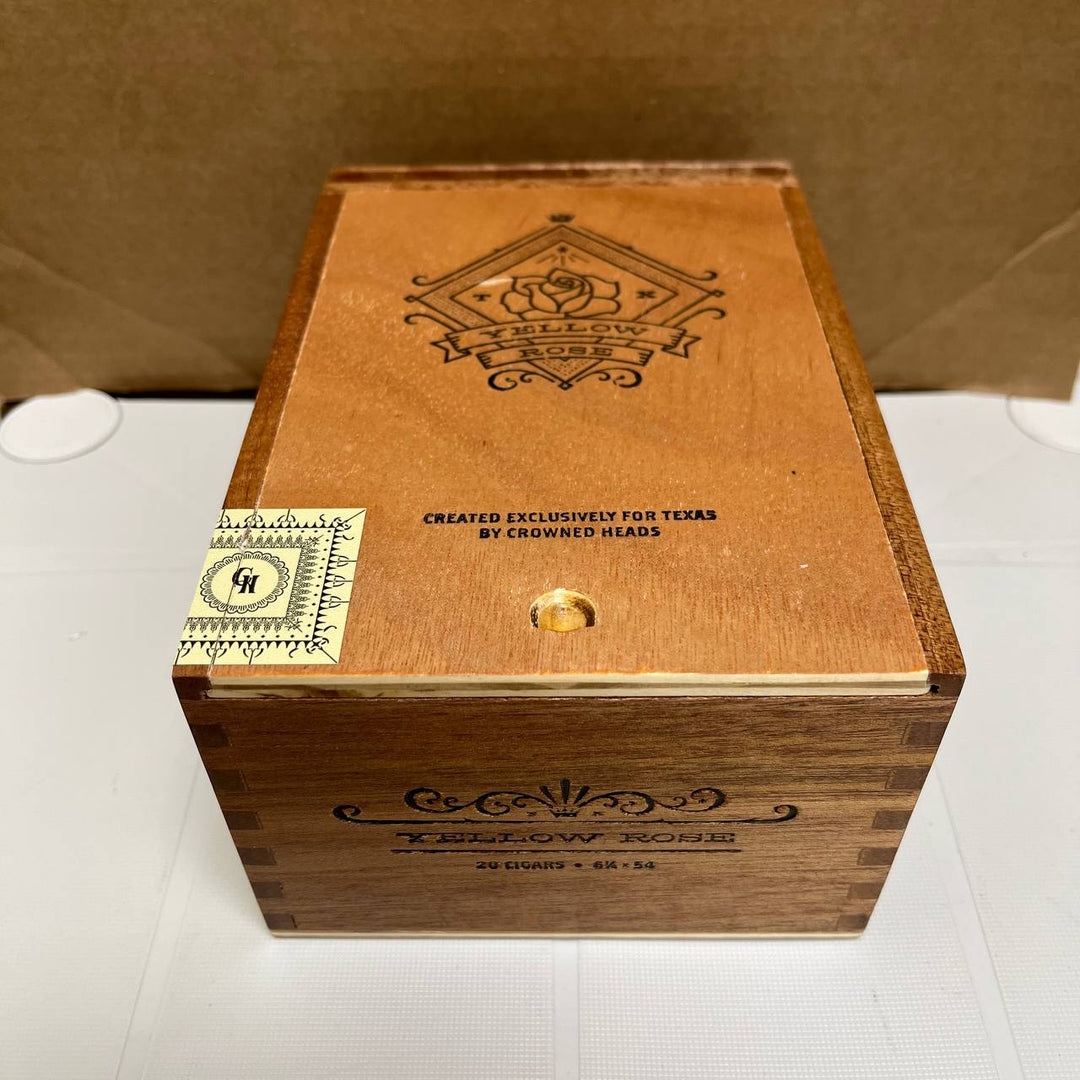 T X
YELLOW
ROSE
CREATED EXCLUSIVELY FOR TEXAS
BY CROWNED HEADS
CH
YELLOW ROSE
20 CIGARS • 6¼ × 54